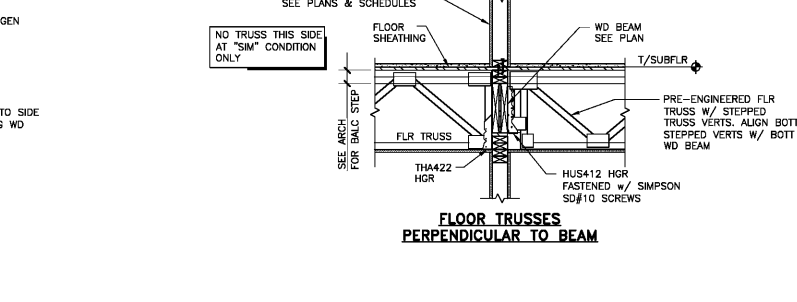 SEE PLANS & SCHEDULES
GEN
NO TRUSS THIS SIDE
AT "SIM" CONDITION
ONLY
FLOOR
SHEATHING
WD BEAM
SEE PLAN
T/SUBFLR
TO SIDE
WD
SEE ARCH
FOR BALC STEP
FLR TRUSS
PRE-ENGINEERED FLR
TRUSS W/ STEPPED
TRUSS VERTS. ALIGN BOTT
STEPPED VERTS W/ BOTT
WD BEAM
THA422
HGR
HUS412 HGR
FASTENED w/ SIMPSON
SD#10 SCREWS
FLOOR TRUSSES
PERPENDICULAR TO BEAM